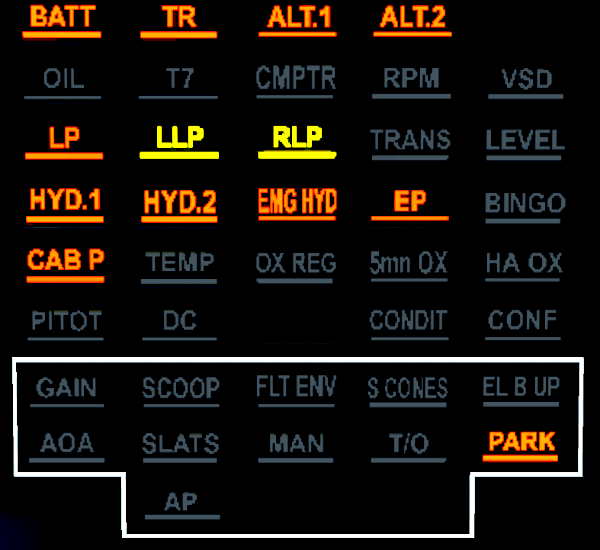 BATT TR ALT.1 ALT.2
OIL T7 CMPTR RPM VSD
LP LLP RLP TRANS LEVEL
HYD.1 HYD.2 EMG HYD EP BINGO
CAB P TEMP OX REG 5mn OX HA OX
PITOT DC CONDIT CONF
GAIN SCOOP FLT ENV S CONES EL B UP
AOA SLATS MAN T/O PARK
AP